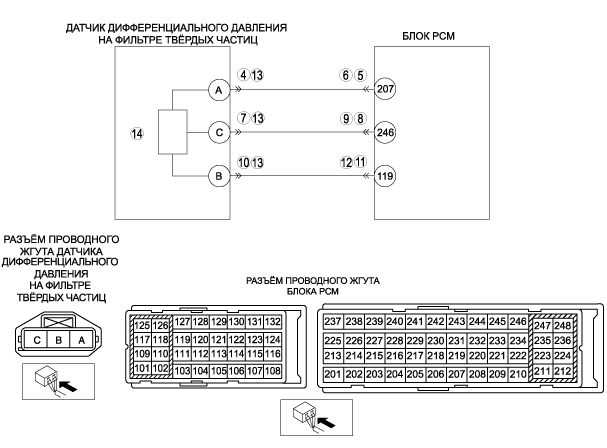 ДАТЧИК ДИФФЕРЕНЦИАЛЬНОГО ДАВЛЕНИЯ
НА ФИЛЬТРЕ ТВЁРДЫХ ЧАСТИЦ
БЛОК PCM
4 13 6 5
A 207
7 13 9 8
14 C 246
10 13 12 11
B 119
РАЗЪЁМ ПРОВОДНОГО
ЖГУТА ДАТЧИКА
ДИФФЕРЕНЦИАЛЬНОГО
ДАВЛЕНИЯ
НА ФИЛЬТРЕ
ТВЁРДЫХ ЧАСТИЦ
C B A
РАЗЪЁМ ПРОВОДНОГО ЖГУТА
БЛОКА PCM
125 126 127 128 129 130 131 132
117 118 119 120 121 122 123 124
109 110 111 112 113 114 115 116
101 102 103 104 105 106 107 108
237 238 239 240 241 242 243 244 245 246 247 248
225 226 227 228 229 230 231 232 233 234 235 236
213 214 215 216 217 218 219 220 221 222 223 224
201 202 203 204 205 206 207 208 209 210 211 212